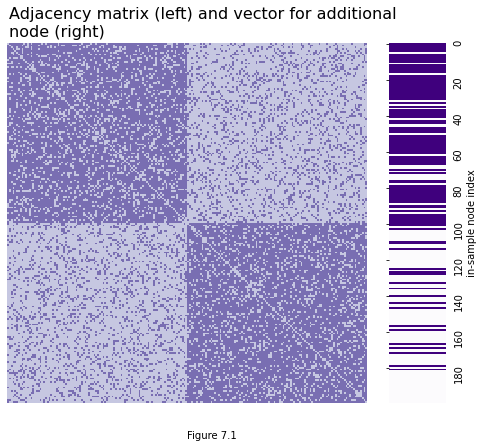 Adjacency matrix (left) and vector for additional
node (right)
0
20
40
60
80
100
120
140
160
180
in-sample node index
Figure 7.1